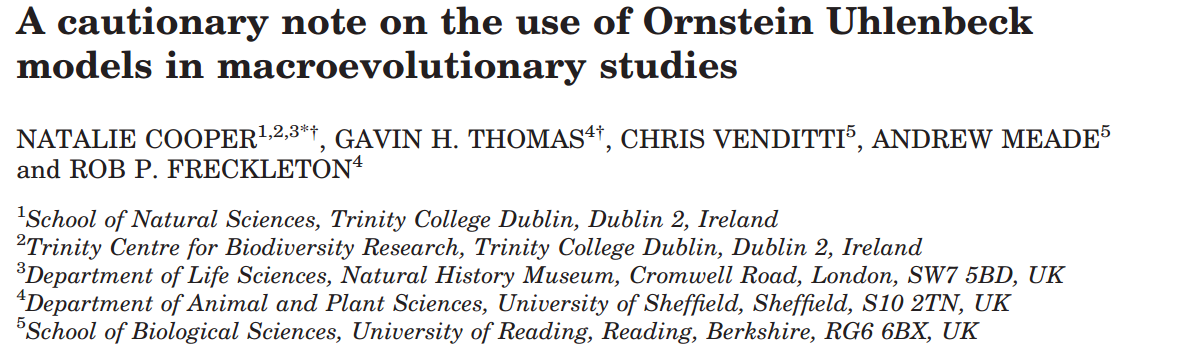 A cautionary note on the use of Ornstein Uhlenbeck
models in macroevolutionary studies
NATALIE COOPER1,2,3*†, GAVIN H. THOMAS4†, CHRIS VENDITTI5, ANDREW MEADE5
and ROB P. FRECKLETON4
1School of Natural Sciences, Trinity College Dublin, Dublin 2, Ireland
2Trinity Centre for Biodiversity Research, Trinity College Dublin, Dublin 2, Ireland
3Department of Life Sciences, Natural History Museum, Cromwell Road, London, SW7 5BD, UK
4Department of Animal and Plant Sciences, University of Sheffield, Sheffield, S10 2TN, UK
5School of Biological Sciences, University of Reading, Reading, Berkshire, RG6 6BX, UK